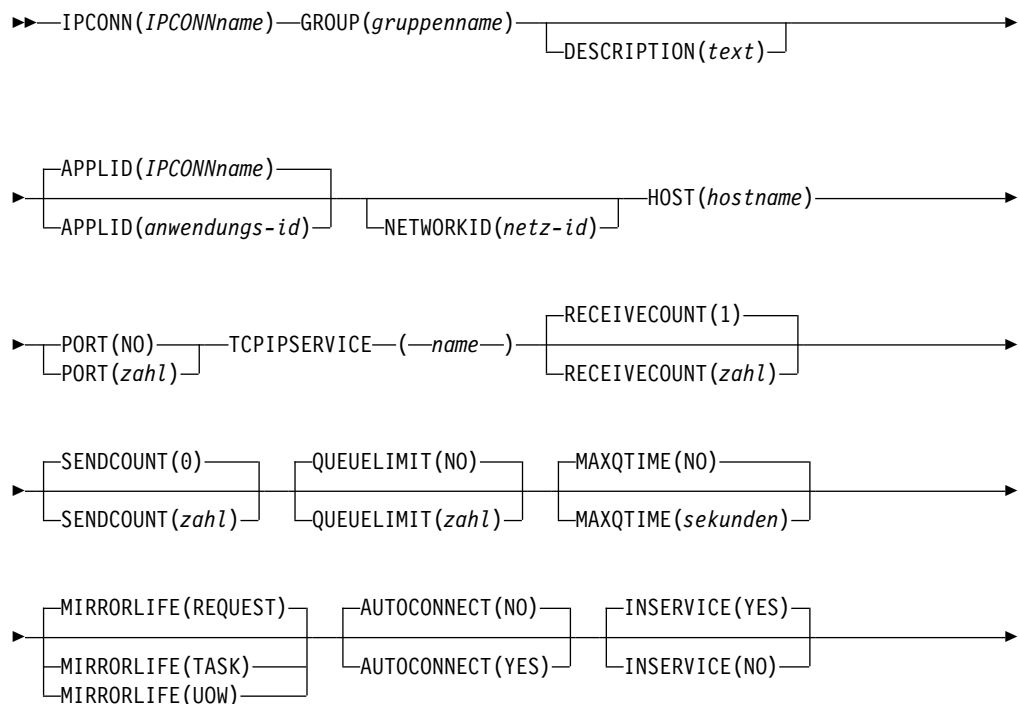 IPCONN(IPCONNname) GROUP(gruppenname)
DESCRIPTION(text)
APPLID(IPCONNname)
HOST(hostname)
APPLID(anwendungs-id) NETWORKID(netz-id)
RECEIVECOUNT(1)
PORT(NO) TCPIPSERVICE ( name )
PORT(zahl) RECEIVECOUNT(zahl)
SENDCOUNT(0) QUEUELIMIT(NO) MAXQTIME(NO)
SENDCOUNT(zahl) QUEUELIMIT(zahl) MAXQTIME(sekunden)
MIRRORLIFE(REQUEST) AUTOCONNECT(NO) INSERVICE(YES)
MIRRORLIFE(TASK) AUTOCONNECT(YES) INSERVICE(NO)
MIRRORLIFE(UOW)